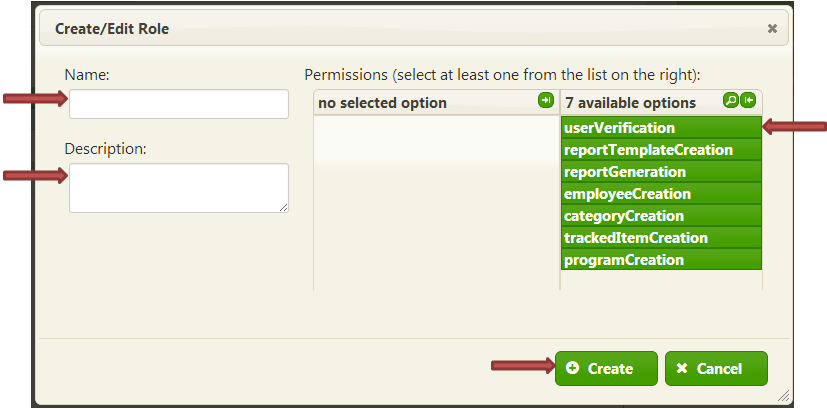 Create/Edit Role
Name:
Permissions (select at least one from the list on the right):
no selected option
7 available options
Description:
userVerification
reportTemplateCreation
reportGeneration
employeeCreation
categoryCreation
trackedItemCreation
programCreation
Create
Cancel